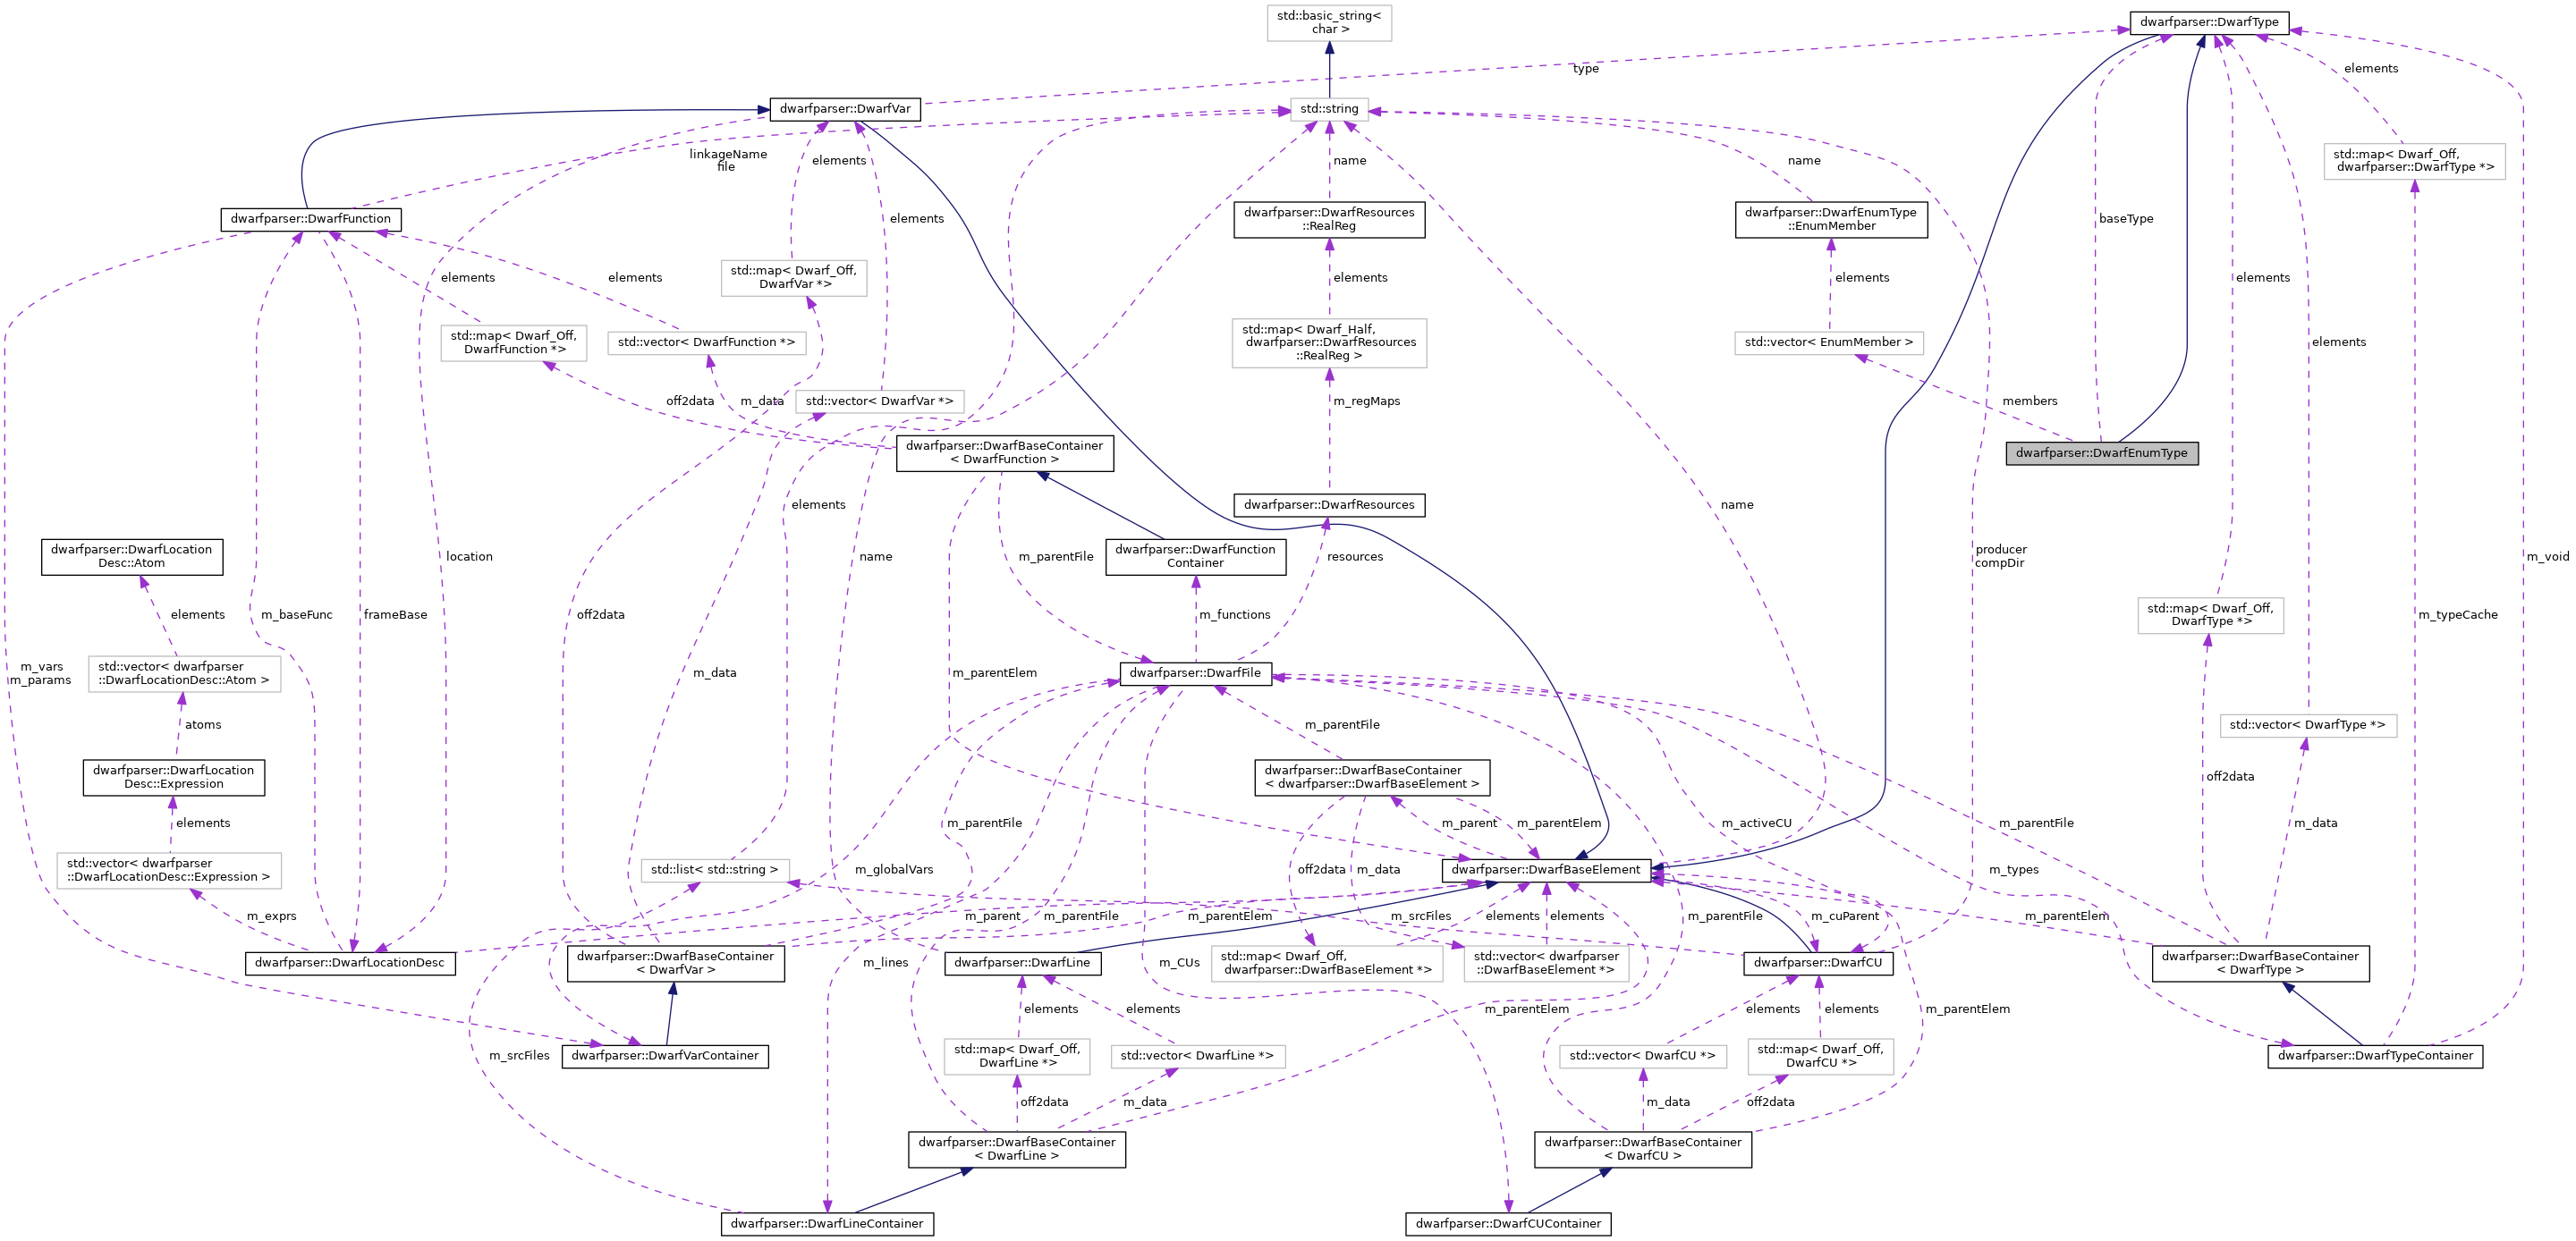 std::basic_string<
char >
dwarfparser::DwarfType
type
elements
dwarfparser::DwarfVar
std::string
linkageName
file
elements
name
name
std::map< Dwarf_Off,
dwarfparser::DwarfType *>
dwarfparser::DwarfFunction
elements
dwarfparser::DwarfResources
::RealReg
dwarfparser::DwarfEnumType
::EnumMember
baseType
elements
elements
std::map< Dwarf_Off,
DwarfVar *>
elements
elements
elements
std::map< Dwarf_Off,
DwarfFunction *>
std::vector< DwarfFunction *>
std::map< Dwarf_Half,
dwarfparser::DwarfResources
::RealReg >
std::vector< EnumMember >
elements
off2data
m_data
std::vector< DwarfVar *>
m_regMaps
members
dwarfparser::DwarfBaseContainer
< DwarfFunction >
dwarfparser::DwarfEnumType
elements
dwarfparser::DwarfResources
name
dwarfparser::DwarfLocation
Desc::Atom
location
name
m_parentFile
dwarfparser::DwarfFunction
Container
resources
producer
compDir
m_void
elements
m_baseFunc
frameBase
off2data
m_functions
std::map< Dwarf_Off,
DwarfType *>
m_typeCache
m_vars
m_params
std::vector< dwarfparser
::DwarfLocationDesc::Atom >
m_data
m_parentElem
dwarfparser::DwarfFile
atoms
m_parentFile
std::vector< DwarfType *>
dwarfparser::DwarfLocation
Desc::Expression
dwarfparser::DwarfBaseContainer
< dwarfparser::DwarfBaseElement >
off2data
elements
m_parentFile
m_parent
m_parentElem
m_activeCU
m_parentFile
m_data
std::vector< dwarfparser
::DwarfLocationDesc::Expression >
std::list< std::string >
m_globalVars
off2data
m_data
dwarfparser::DwarfBaseElement
m_types
m_exprs
m_parent
m_parentFile
m_parentElem
m_srcFiles
elements
elements
m_parentFile
m_cuParent
m_parentElem
dwarfparser::DwarfLocationDesc
dwarfparser::DwarfBaseContainer
< DwarfVar >
m_lines
dwarfparser::DwarfLine
m_CUs
std::map< Dwarf_Off,
dwarfparser::DwarfBaseElement *>
std::vector< dwarfparser
::DwarfBaseElement *>
dwarfparser::DwarfCU
dwarfparser::DwarfBaseContainer
< DwarfType >
elements
elements
m_parentElem
elements
elements
m_parentElem
m_srcFiles
dwarfparser::DwarfVarContainer
std::map< Dwarf_Off,
DwarfLine *>
std::vector< DwarfLine *>
std::vector< DwarfCU *>
std::map< Dwarf_Off,
DwarfCU *>
dwarfparser::DwarfTypeContainer
off2data
m_data
m_data
off2data
dwarfparser::DwarfBaseContainer
< DwarfLine >
dwarfparser::DwarfBaseContainer
< DwarfCU >
dwarfparser::DwarfLineContainer
dwarfparser::DwarfCUContainer